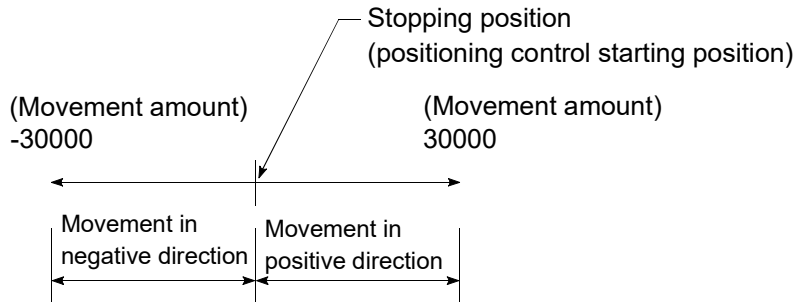 Stopping position
(positioning control starting position)
(Movement amount)
-30000
(Movement amount)
30000
Movement in
negative direction
Movement in
positive direction